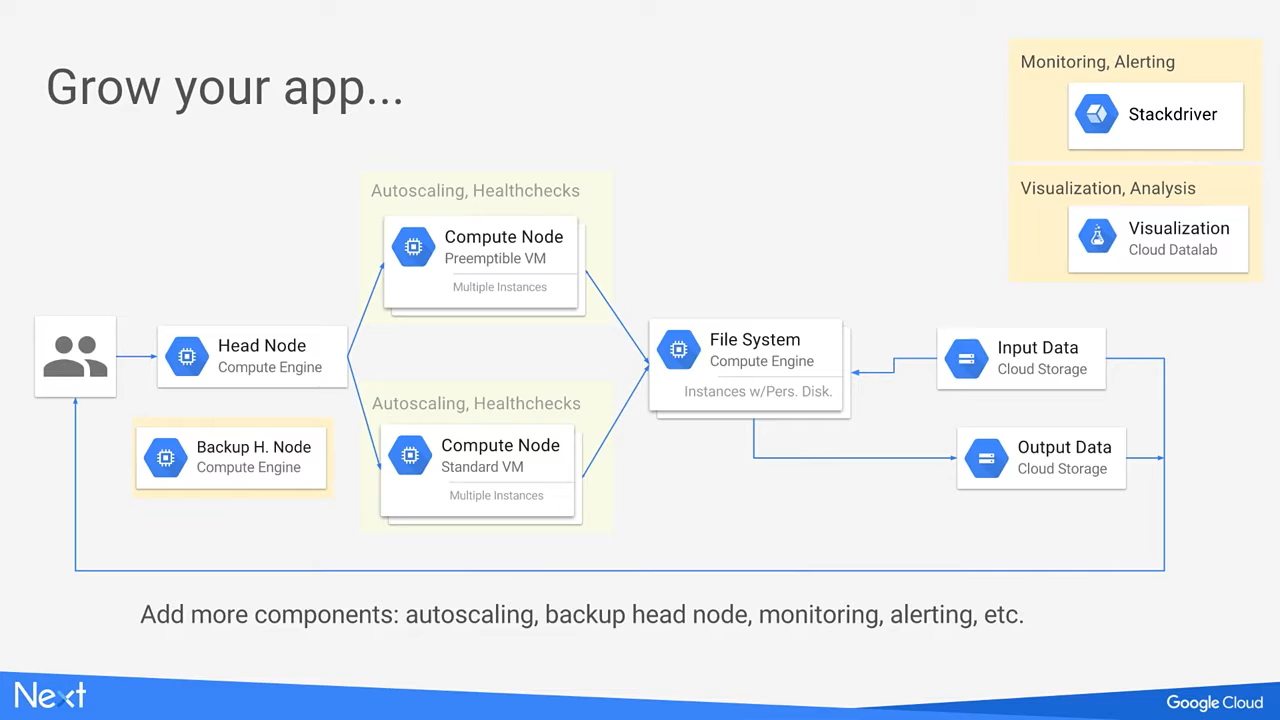 Grow your app...
Monitoring, Alerting
Stackdriver
Visualization, Analysis
Visualization
Cloud Datalab
Autoscaling, Healthchecks
Compute Node
Preemptible VM
Multiple Instances
Head Node
Compute Engine
File System
Compute Engine
Instances w/Pers. Disk.
Input Data
Cloud Storage
Autoscaling, Healthchecks
Backup H. Node
Compute Engine
Compute Node
Standard VM
Multiple Instances
Output Data
Cloud Storage
Add more components: autoscaling, backup head node, monitoring, alerting, etc.
Next
Google Cloud